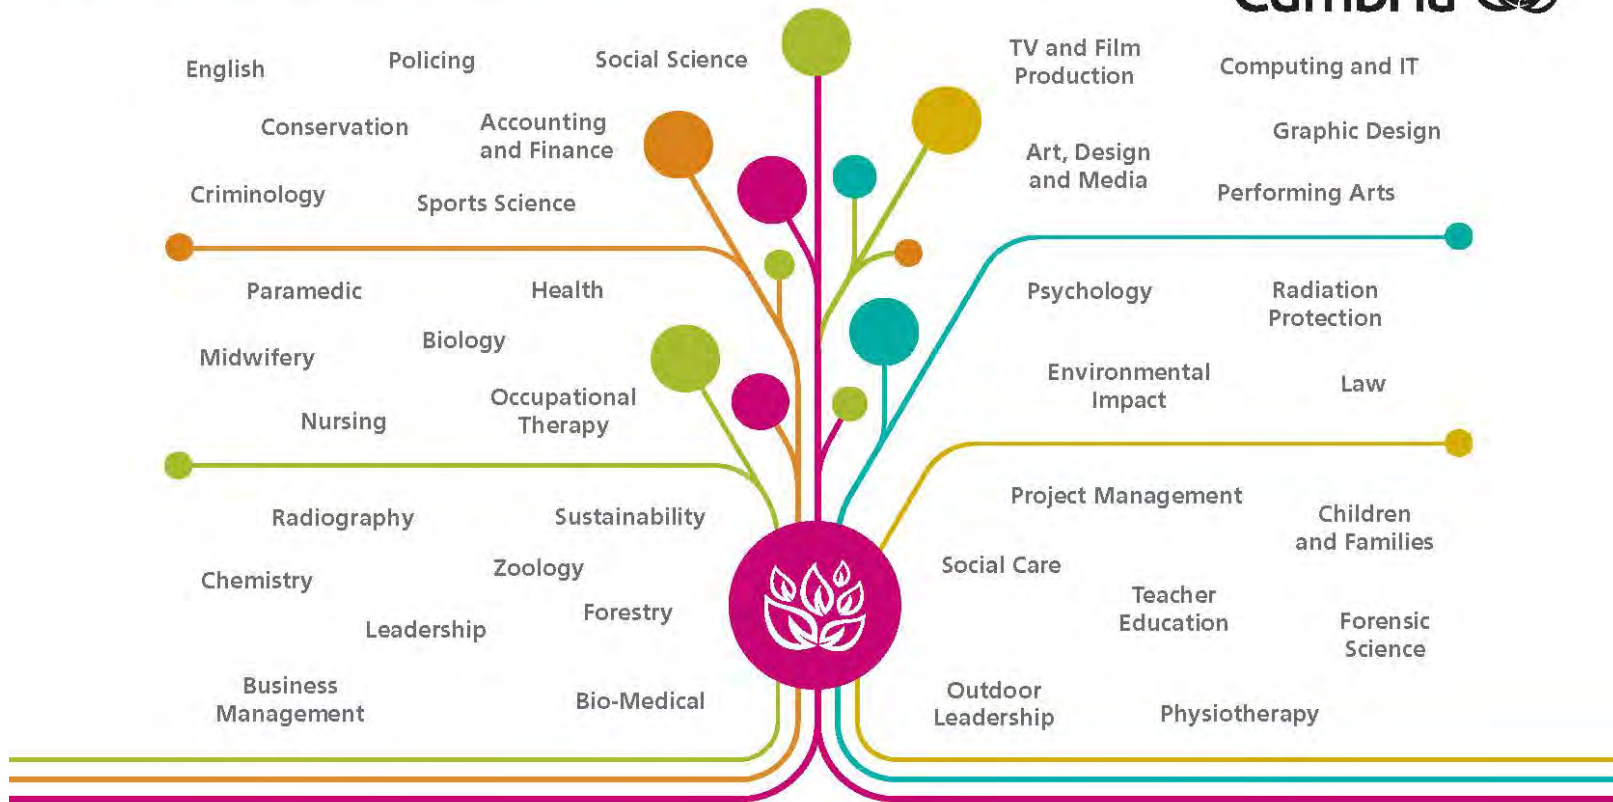 Cumbria
English
Policing
Social Science
Conservation
Accounting
and Finance
Criminology
Sports Science
TV and Film
Production
Computing and IT
Graphic Design
Art, Design
and Media
Performing Arts
Paramedic
Health
Biology
Midwifery
Occupational
Therapy
Nursing
Psychology
Radiation
Protection
Environmental
Impact
Law
Radiography
Sustainability
Zoology
Chemistry
Forestry
Leadership
Business
Management
Bio-Medical
Project Management
Children
and Families
Social Care
Teacher
Education
Forensic
Science
Outdoor
Leadership
Physiotherapy